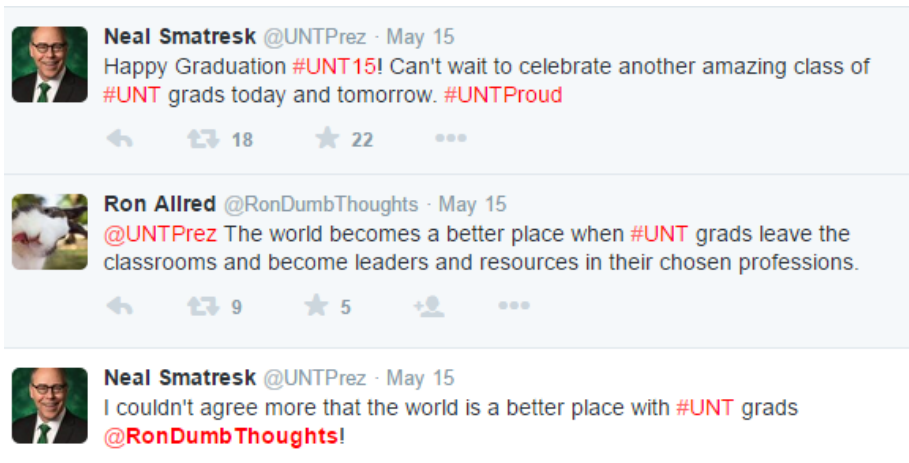 Neal Smatresk @UNTPrez · May 15
Happy Graduation #UNT15! Can't wait to celebrate another amazing class of
#UNT grads today and tomorrow. #UNTProud
18 22
Ron Allred @RonDumbThoughts · May 15
@UNTPrez The world becomes a better place when #UNT grads leave the
classrooms and become leaders and resources in their chosen professions.
9 5
Neal Smatresk @UNTPrez · May 15
I couldn't agree more that the world is a better place with #UNT grads
@RonDumbThoughts!